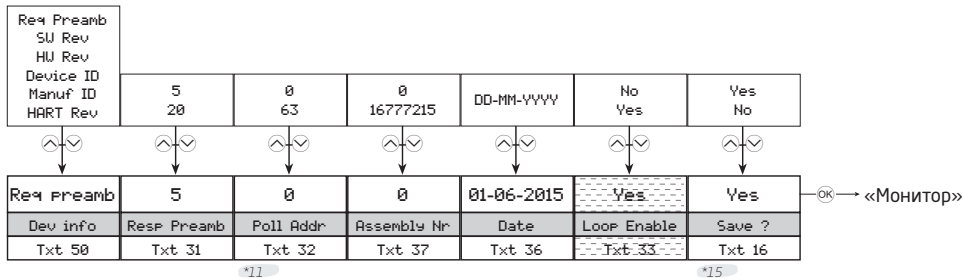 Req Preamb
SW Rev
HW Rev
Device ID
Manuf ID
HART Rev
5
20
0
63
0
16777215
DD-MM-YYYY
No
Yes
Yes
No
Req preamb 5 0 0 01-06-2015 Yes Yes OK «Монитор»
Dev info Resp Preamb Poll Addr Assembly Nr Date Loop Enable Save ?
Txt 50 Txt 31 Txt 32 Txt 37 Txt 36 Txt 33 Txt 16
*11 *15